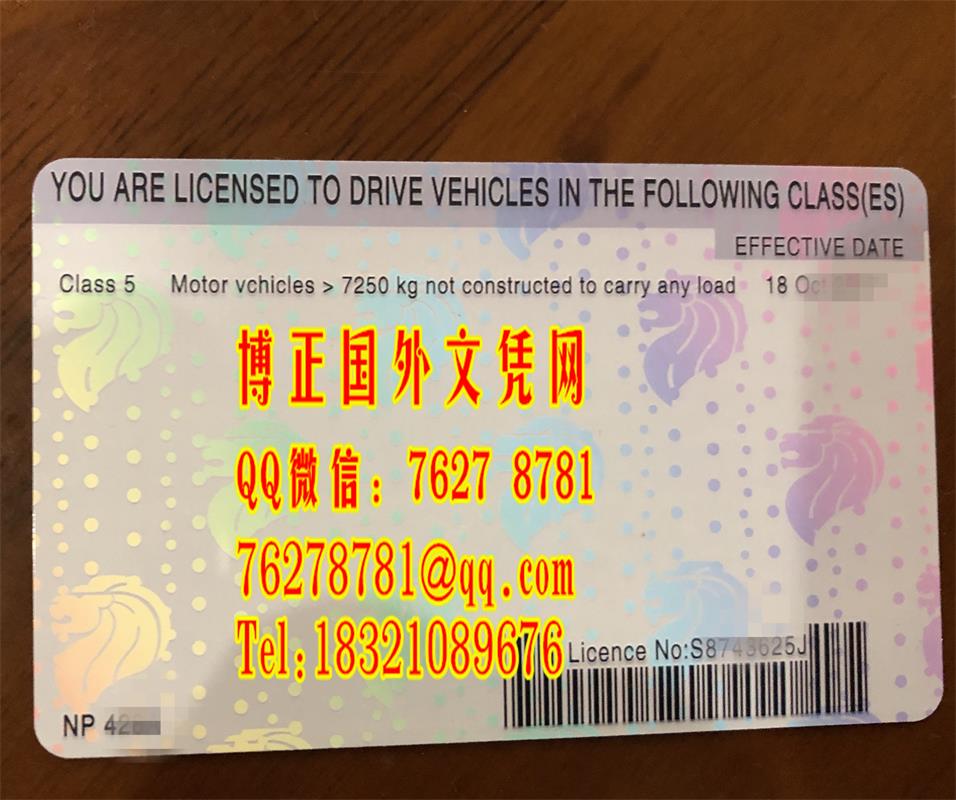 YOU ARE LICENSED TO DRIVE VEHICLES IN THE FOLLOWING CLASS(ES)
EFFECTIVE DATE
Class 5 Motor vehicles > 7250 kg not constructed to carry any load 18 Oct
博正国外文凭网
QQ微信：7627 8781
76278781@qq.com
Tel:18321089676
Licence No:
NP